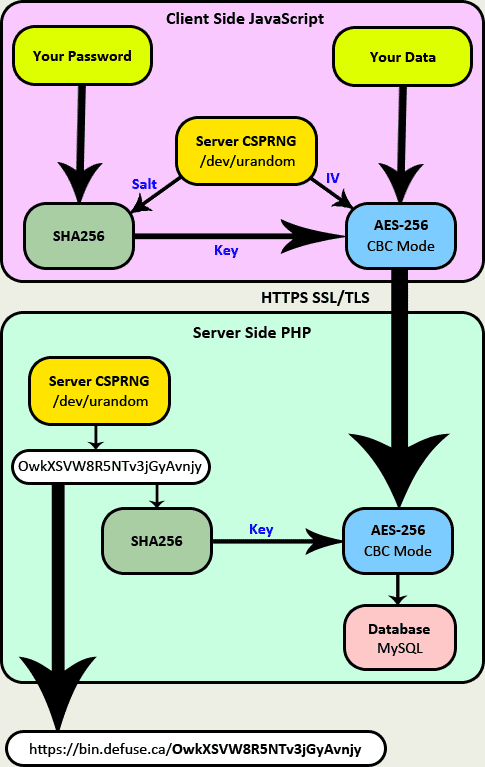 Client Side JavaScript
Your Password
Your Data
Server CSPRNG
/dev/urandom
Salt
IV
SHA256
Key
AES-256
CBC Mode
HTTPS SSL/TLS
Server Side PHP
Server CSPRNG
/dev/urandom
OwkXSVW8R5NTv3jGyAvnjy
SHA256
Key
AES-256
CBC Mode
Database
MySQL
https://bin.defuse.ca/OwkXSVW8R5NTv3jGyAvnjy